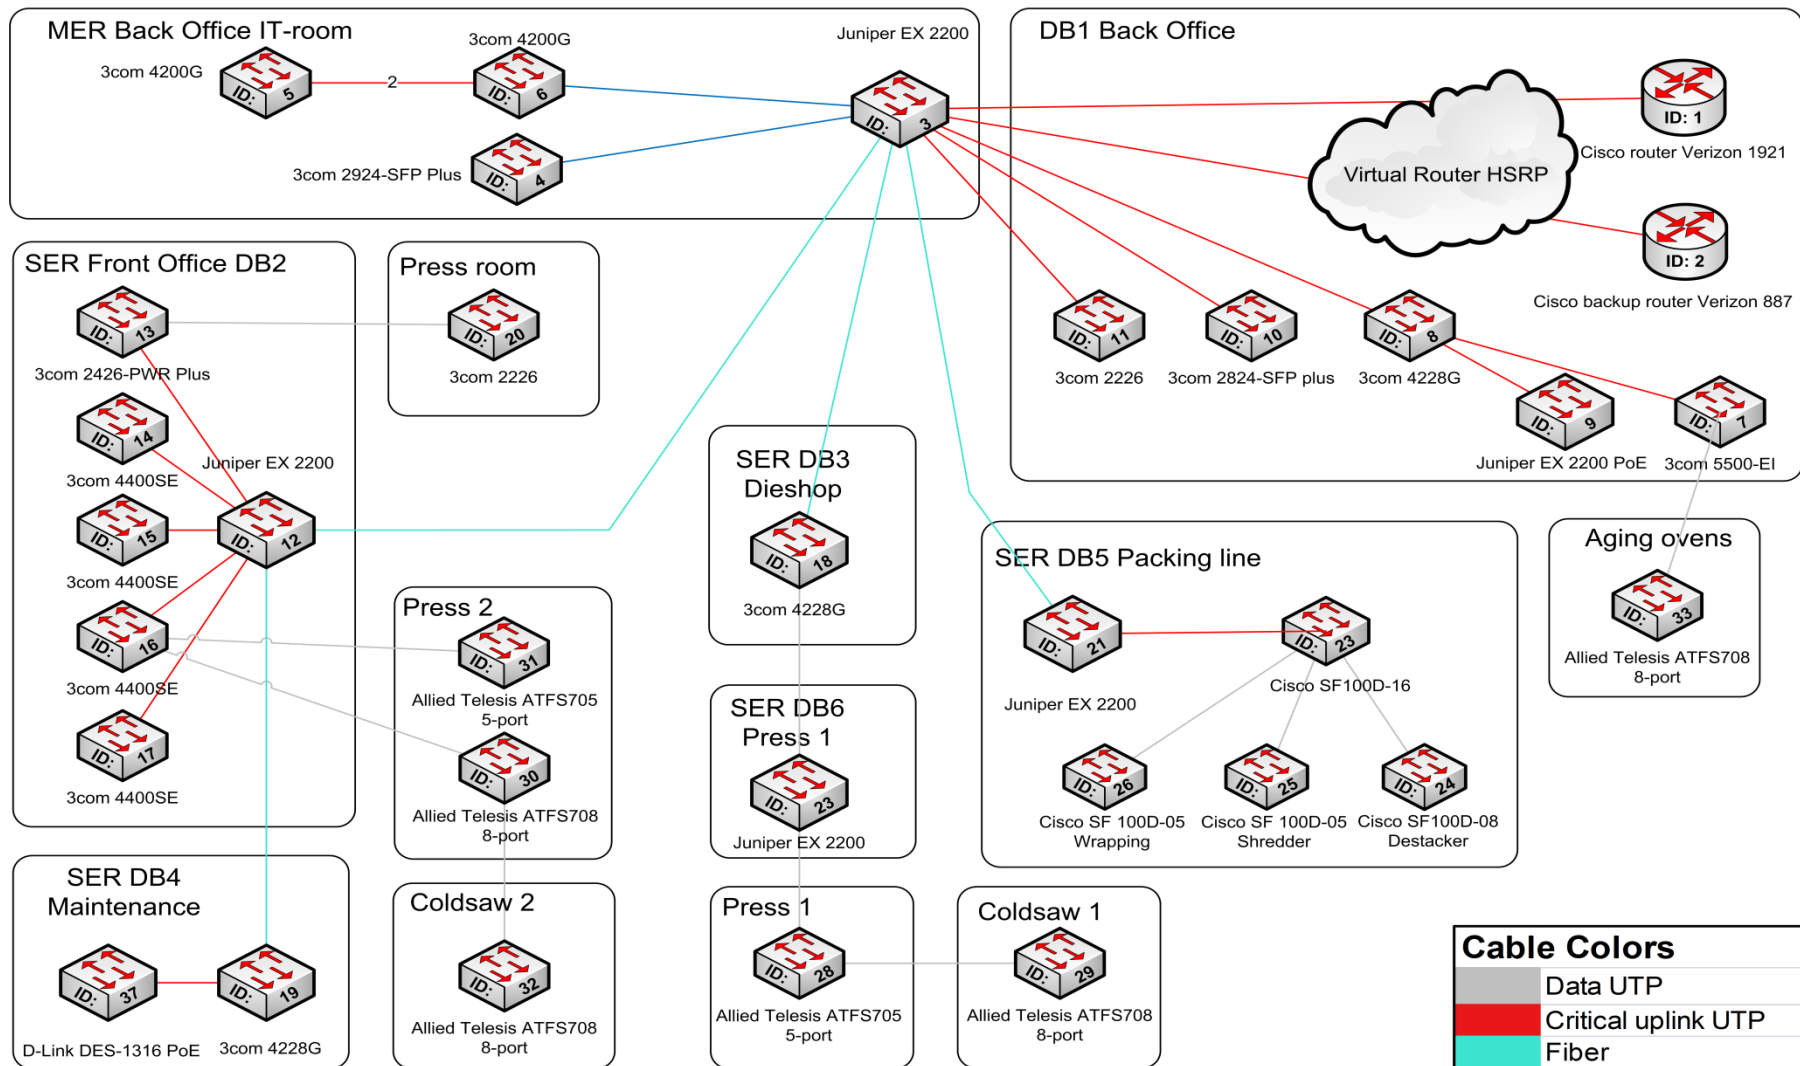 MER Back Office IT-room
3com 4200G
ID: 5
2
3com 4200G
ID: 6
Juniper EX 2200
ID: 3
3com 2924-SFP Plus
ID: 4
DB1 Back Office
Virtual Router HSRP
ID: 1
Cisco router Verizon 1921
ID: 2
Cisco backup router Verizon 887
ID: 11
3com 2226
ID: 10
3com 2824-SFP plus
ID: 8
3com 4228G
ID: 9
Juniper EX 2200 PoE
ID: 7
3com 5500-EI
SER Front Office DB2
ID: 13
3com 2426-PWR Plus
ID: 14
3com 4400SE
Juniper EX 2200
ID: 12
ID: 15
3com 4400SE
ID: 16
3com 4400SE
ID: 17
3com 4400SE
Press room
ID: 20
3com 2226
SER DB3
Dieshop
ID: 18
3com 4228G
SER DB5 Packing line
ID: 21
Juniper EX 2200
ID: 23
Cisco SF100D-16
ID: 26
Cisco SF 100D-05
Wrapping
ID: 25
Cisco SF 100D-05
Shredder
ID: 24
Cisco SF100D-08
Destacker
Aging ovens
ID: 33
Allied Telesis ATFS708
8-port
Press 2
ID: 31
Allied Telesis ATFS705
5-port
ID: 30
Allied Telesis ATFS708
8-port
SER DB6
Press 1
ID: 23
Juniper EX 2200
SER DB4
Maintenance
ID: 37
D-Link DES-1316 PoE
ID: 19
3com 4228G
Coldsaw 2
ID: 32
Allied Telesis ATFS708
8-port
Press 1
ID: 28
Allied Telesis ATFS705
5-port
Coldsaw 1
ID: 29
Allied Telesis ATFS708
8-port
Cable Colors
Data UTP
Critical uplink UTP
Fiber